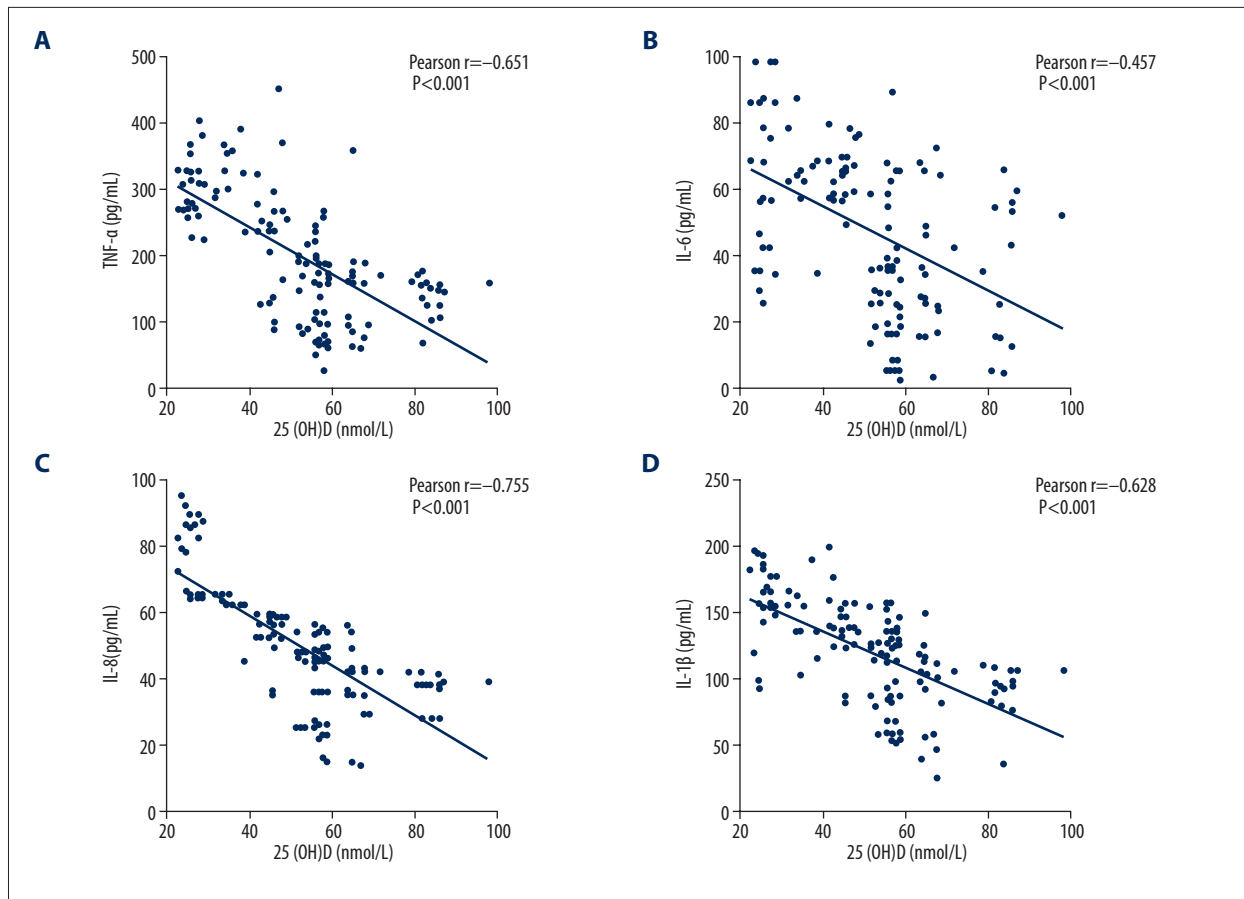 A
Pearson r=−0.651
P<0.001
500
400
300
200
100
0
TNF-α (pg/mL)
20 40 60 80 100
25 (OH)D (nmol/L)
B
Pearson r=−0.457
P<0.001
100
80
60
40
20
0
IL-6 (pg/mL)
20 40 60 80 100
25 (OH)D (nmol/L)
C
Pearson r=−0.755
P<0.001
100
80
60
40
20
0
IL-8(pg/mL)
20 40 60 80 100
25 (OH)D (nmol/L)
D
Pearson r=−0.628
P<0.001
250
200
150
100
50
0
IL-1β (pg/mL)
20 40 60 80 100
25 (OH)D (nmol/L)